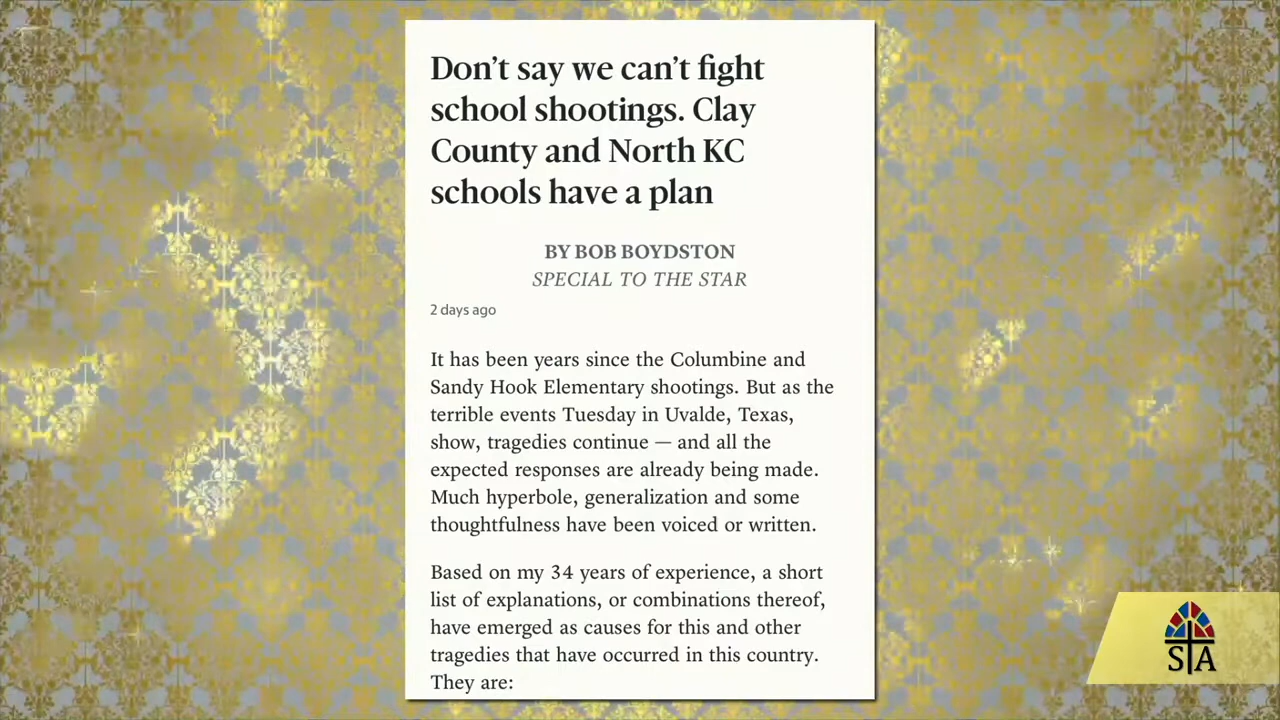 Don’t say we can’t fight
school shootings. Clay
County and North KC
schools have a plan
BY BOB BOYDSTON
SPECIAL TO THE STAR
2 days ago
It has been years since the Columbine and
Sandy Hook Elementary shootings. But as the
terrible events Tuesday in Uvalde, Texas,
show, tragedies continue — and all the
expected responses are already being made.
Much hyperbole, generalization and some
thoughtfulness have been voiced or written.
Based on my 34 years of experience, a short
list of explanations, or combinations thereof,
have emerged as causes for this and other
tragedies that have occurred in this country.
They are:
S A